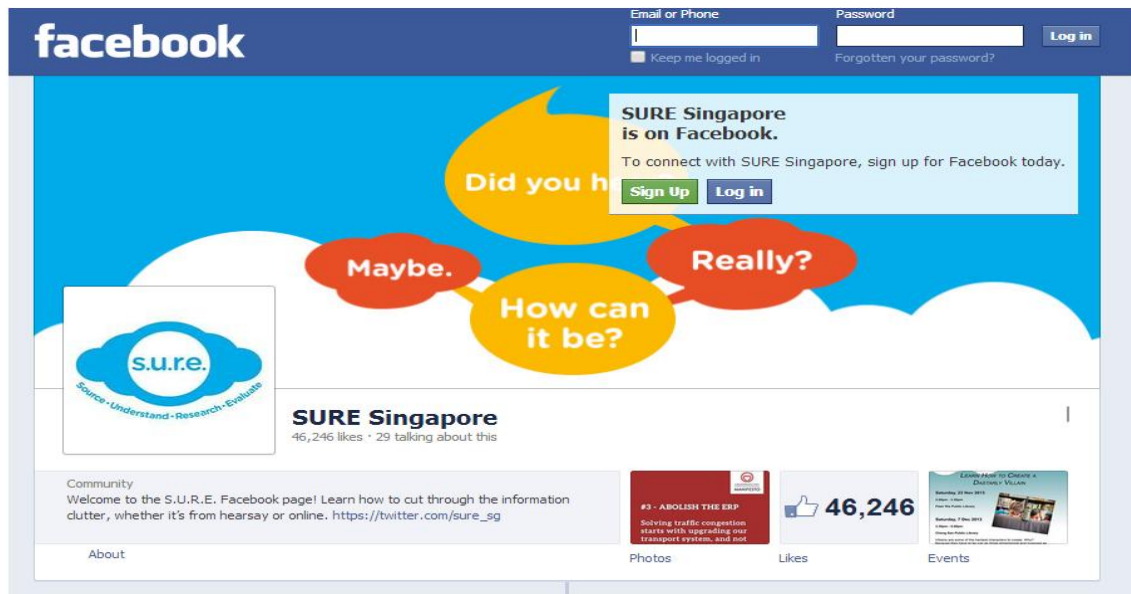 facebook
Email or Phone
Password
Log in
Keep me logged in
Forgotten your password?
SURE Singapore
is on Facebook.
To connect with SURE Singapore, sign up for Facebook today.
Sign Up
Log in
Did you h
Maybe.
Really?
How can
it be?
s.u.r.e.
Source·Understand·Research·Evaluate
SURE Singapore
46,246 likes · 29 talking about this
Community
Welcome to the S.U.R.E. Facebook page! Learn how to cut through the information
clutter, whether it's from hearsay or online. https://twitter.com/sure_sg
About
MANIFESTO
#3 - ABOLISH THE ERP
Solving traffic congestion
starts with upgrading our
transport system, and not
Photos
46,246
Likes
LEARN HOW TO CREATE A
DASTARDLY VILLAIN
Saturday, 23 Nov 2013
Saturday, 7 Dec 2013
Events